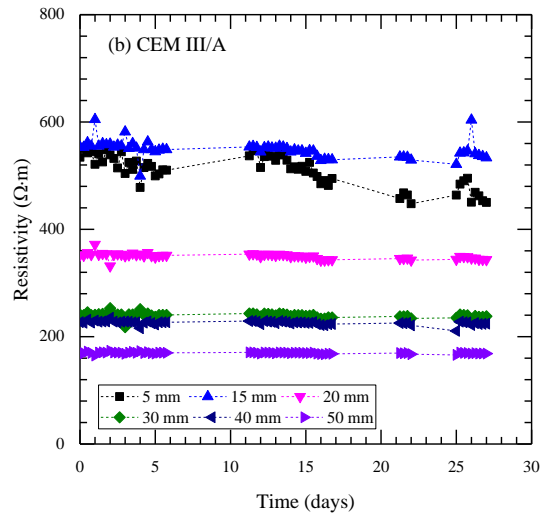 800
(b) CEM III/A
600
400
200
0
Resistivity (Ω·m)
5 mm 15 mm 20 mm
30 mm 40 mm 50 mm
0 5 10 15 20 25 30
Time (days)